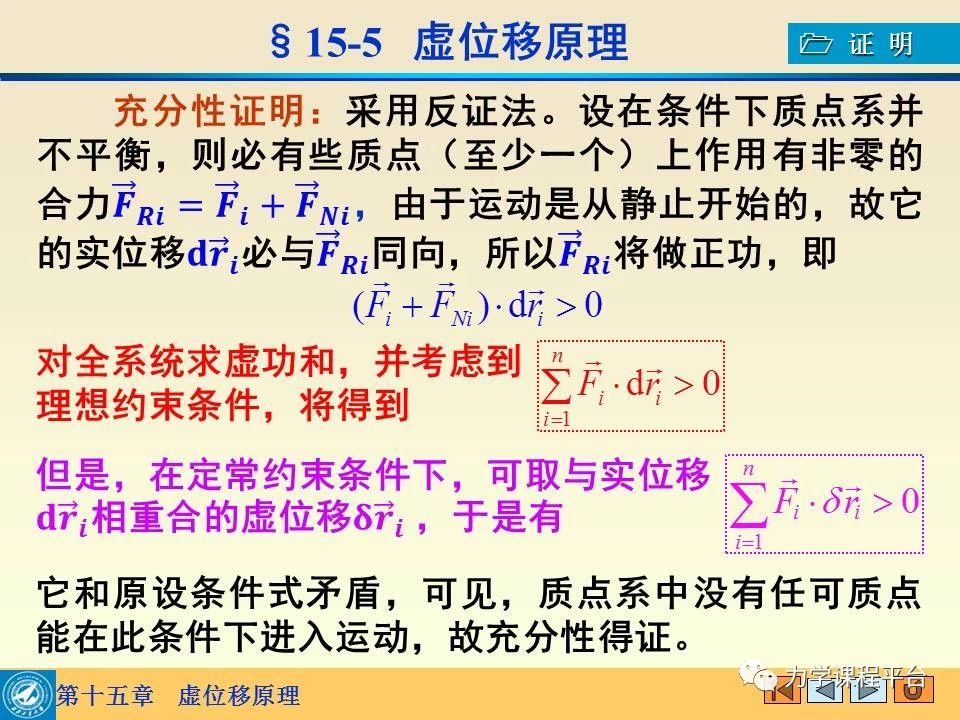 §15-5 虚位移原理
证 明
充分性证明：采用反证法。设在条件下质点系并
不平衡，则必有些质点（至少一个）上作用有非零的
合力$\vec{F}_{Ri} = \vec{F}_i + \vec{F}_{Ni}$，由于运动是从静止开始的，故它
的实位移d$\vec{r}_i$必与$\vec{F}_{Ri}$同向，所以$\vec{F}_{Ri}$将做正功，即
$(\vec{F}_i + \vec{F}_{Ni}) \cdot d\vec{r}_i > 0$
对全系统求虚功和，并考虑到
理想约束条件，将得到
$\sum_{i=1}^{n} \vec{F}_i \cdot d\vec{r}_i > 0$
但是，在定常约束条件下，可取与实位移
d$\vec{r}_i$相重合的虚位移δ$\vec{r}_i$，于是有
$\sum_{i=1}^{n} \vec{F}_i \cdot \delta\vec{r}_i > 0$
它和原设条件式矛盾，可见，质点系中没有任可质点
能在此条件下进入运动，故充分性得证。
第十五章 虚位移原理
力学课程平台